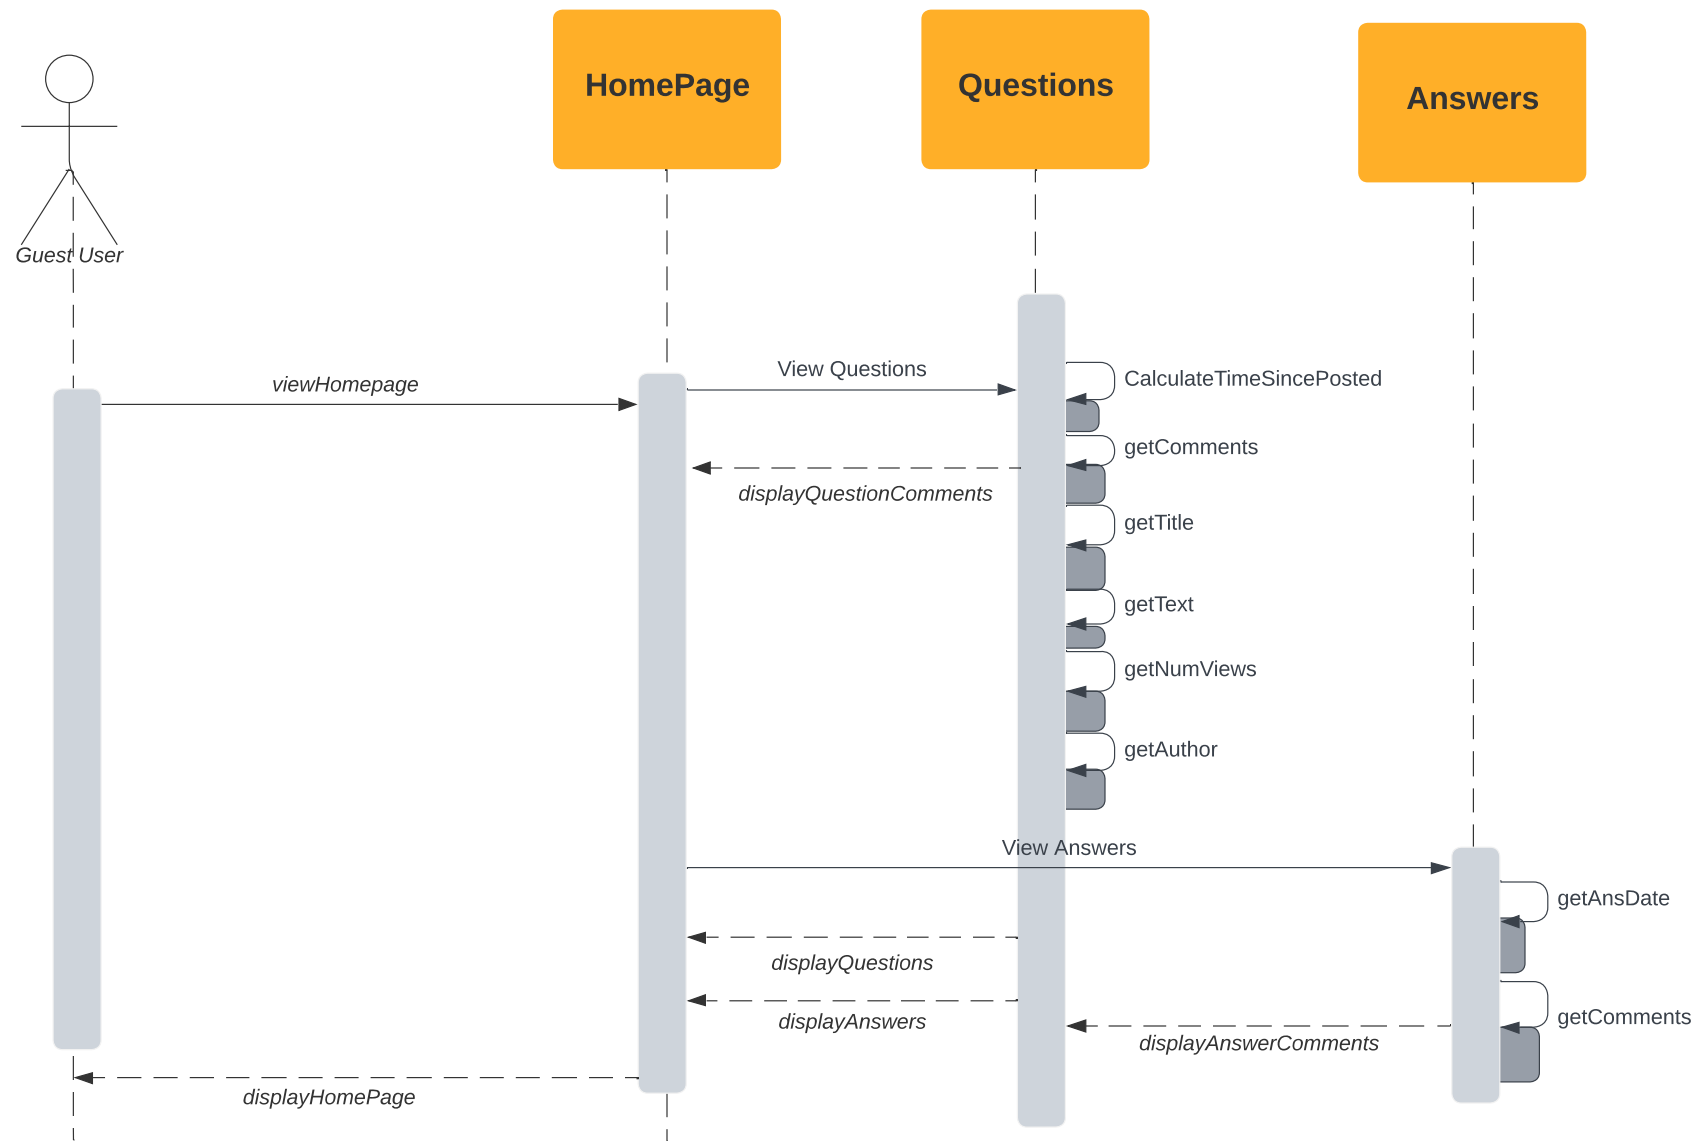 HomePage
Questions
Answers
Guest User
viewHomepage
View Questions
CalculateTimeSincePosted
getComments
displayQuestionComments
getTitle
getText
getNumViews
getAuthor
View Answers
getAnsDate
displayQuestions
displayAnswers
getComments
displayAnswerComments
displayHomePage